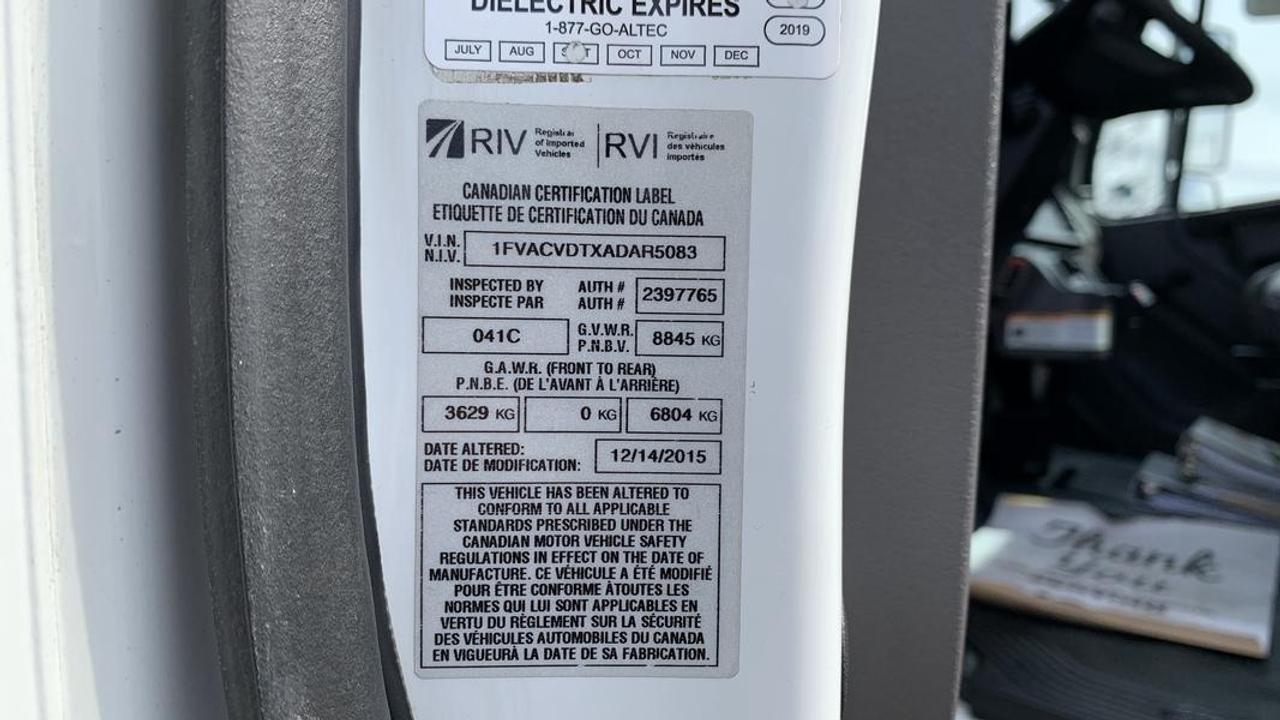 DIELECTRIC EXPIRES
1-877-GO-ALTEC
2019
JULY AUG OCT NOV DEC
RIV Registrar of Imported Vehicles
RVI Registraire des véhicules importés
CANADIAN CERTIFICATION LABEL
ETIQUETTE DE CERTIFICATION DU CANADA
V.I.N.
N.I.V.
1FVACVDTXADAR5083
INSPECTED BY
INSPECTE PAR
AUTH #
AUTH #
2397765
041C
G.V.W.R.
P.N.B.V.
8845 KG
G.A.W.R. (FRONT TO REAR)
P.N.B.E. (DE L'AVANT À L'ARRIÈRE)
3629 KG 0 KG 6804 KG
DATE ALTERED:
DATE DE MODIFICATION:
12/14/2015
THIS VEHICLE HAS BEEN ALTERED TO
CONFORM TO ALL APPLICABLE
STANDARDS PRESCRIBED UNDER THE
CANADIAN MOTOR VEHICLE SAFETY
REGULATIONS IN EFFECT ON THE DATE OF
MANUFACTURE. CE VÉHICULE A ÉTÉ MODIFIÉ
POUR ÊTRE CONFORME ÀTOUTES LES
NORMES QUI LUI SONT APPLICABLES EN
VERTU DU RÈGLEMENT SUR LA SÉCURITÉ
DES VÉHICULES AUTOMOBILES DU CANADA
EN VIGUEURÀ LA DATE DE SA FABRICATION.
Thank